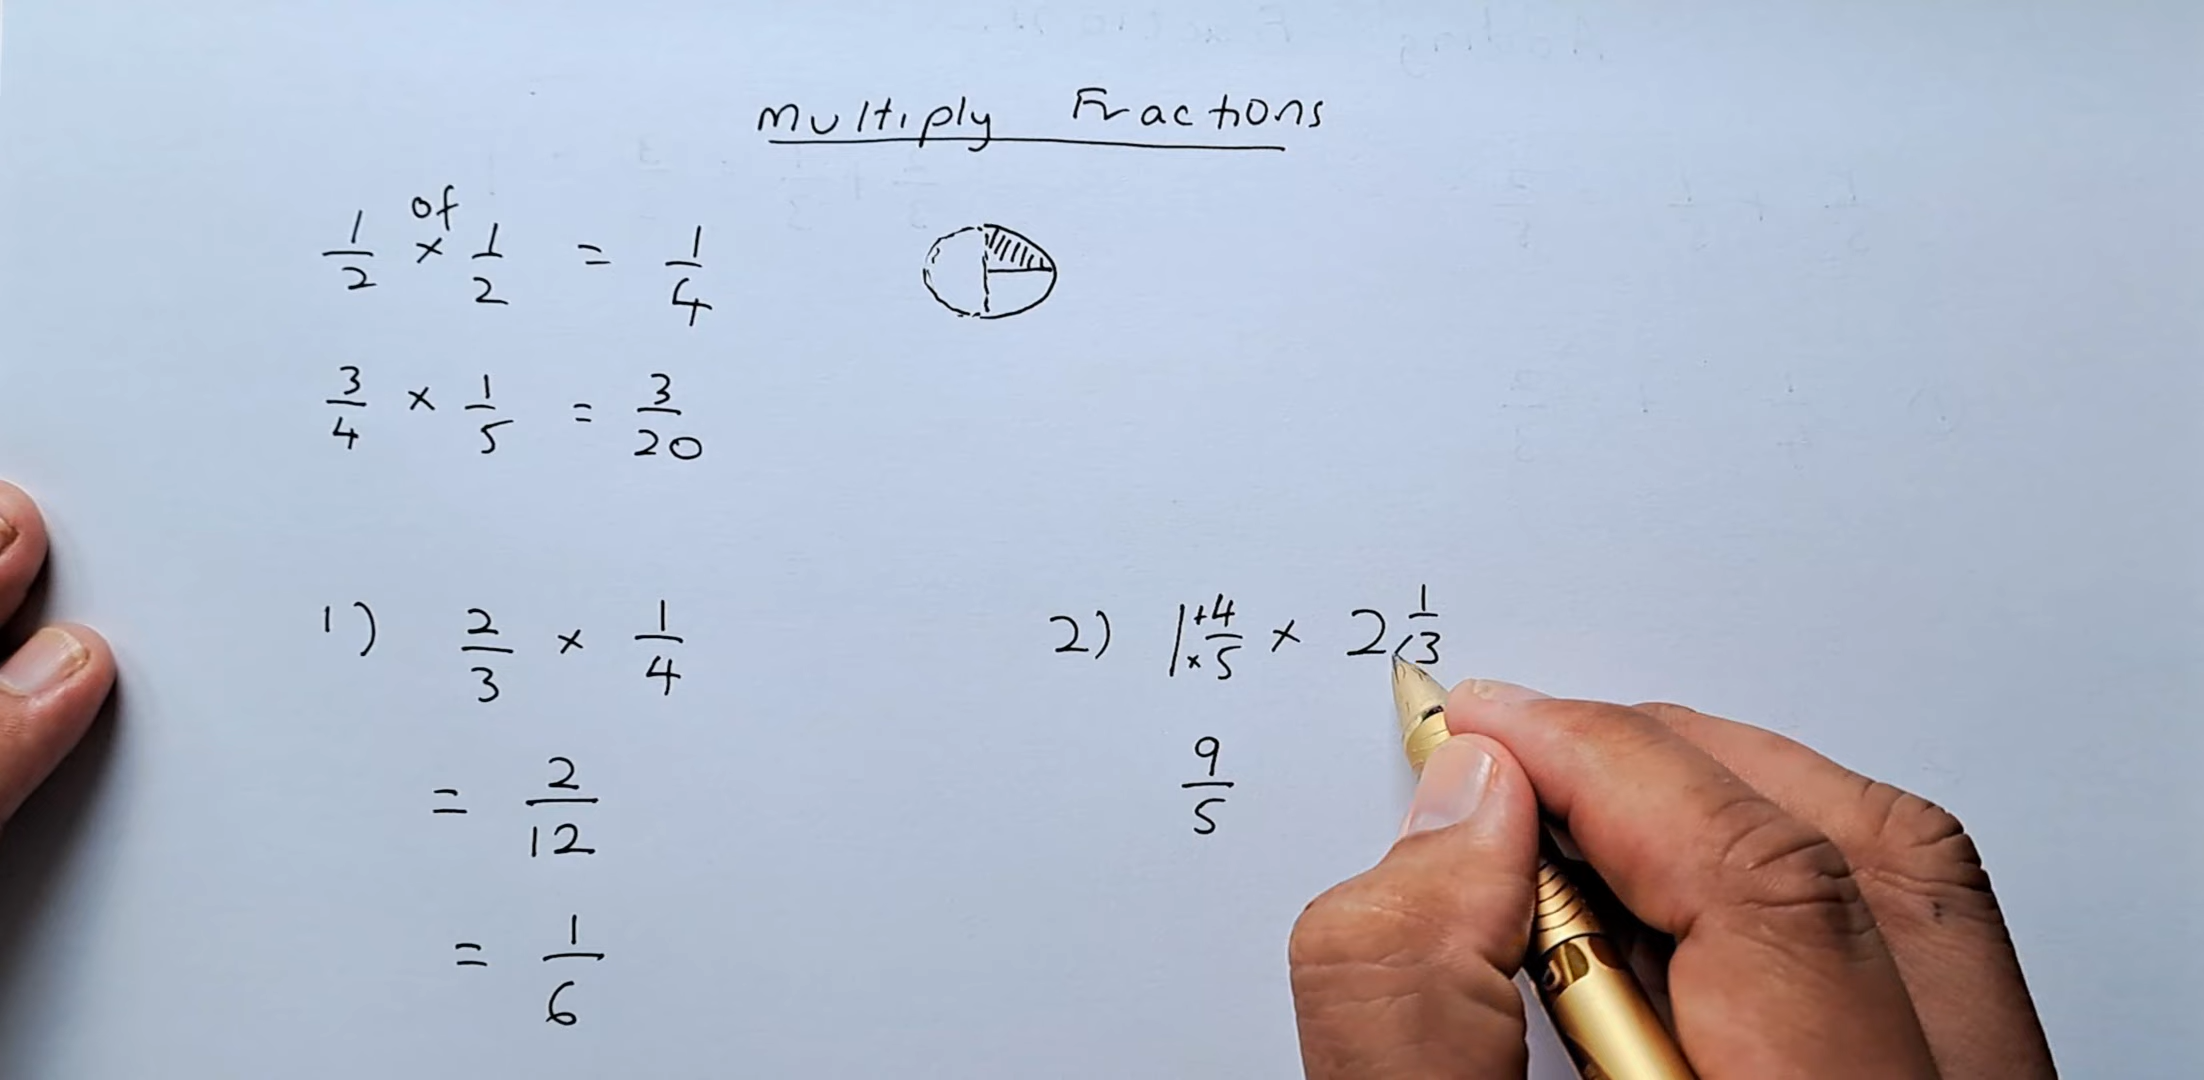 Multiply Fractions
1/2 of × 1/2 = 1/4
3/4 × 1/5 = 3/20
1) 2/3 × 1/4
= 2/12
= 1/6
2) 1 +4/×5 × 2 1/3
9/5